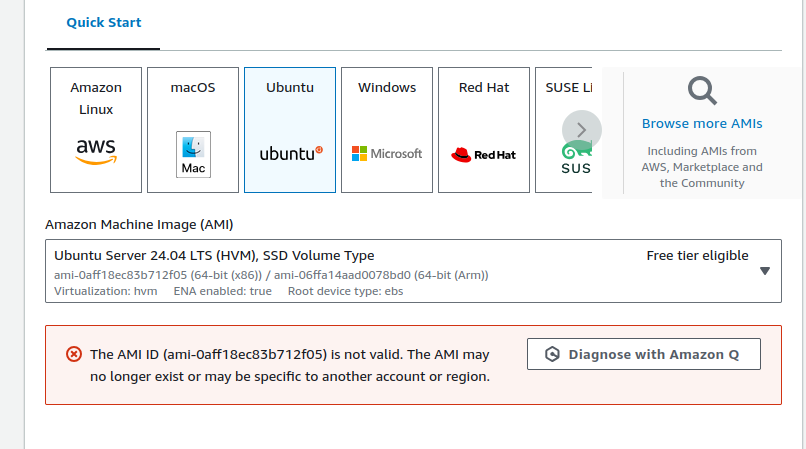 Quick Start
Amazon
Linux
aws
macOS
Mac
Ubuntu
ubuntu
Windows
Microsoft
Red Hat
Red Hat
SUSE Li
SUS
Browse more AMIs
Including AMIs from
AWS, Marketplace and
the Community
Amazon Machine Image (AMI)
Ubuntu Server 24.04 LTS (HVM), SSD Volume Type
Free tier eligible
ami-0aff18ec83b712f05 (64-bit (x86)) / ami-06ffa14aad0078bd0 (64-bit (Arm))
Virtualization: hvm ENA enabled: true Root device type: ebs
The AMI ID (ami-0aff18ec83b712f05) is not valid. The AMI may
no longer exist or may be specific to another account or region.
Diagnose with Amazon Q